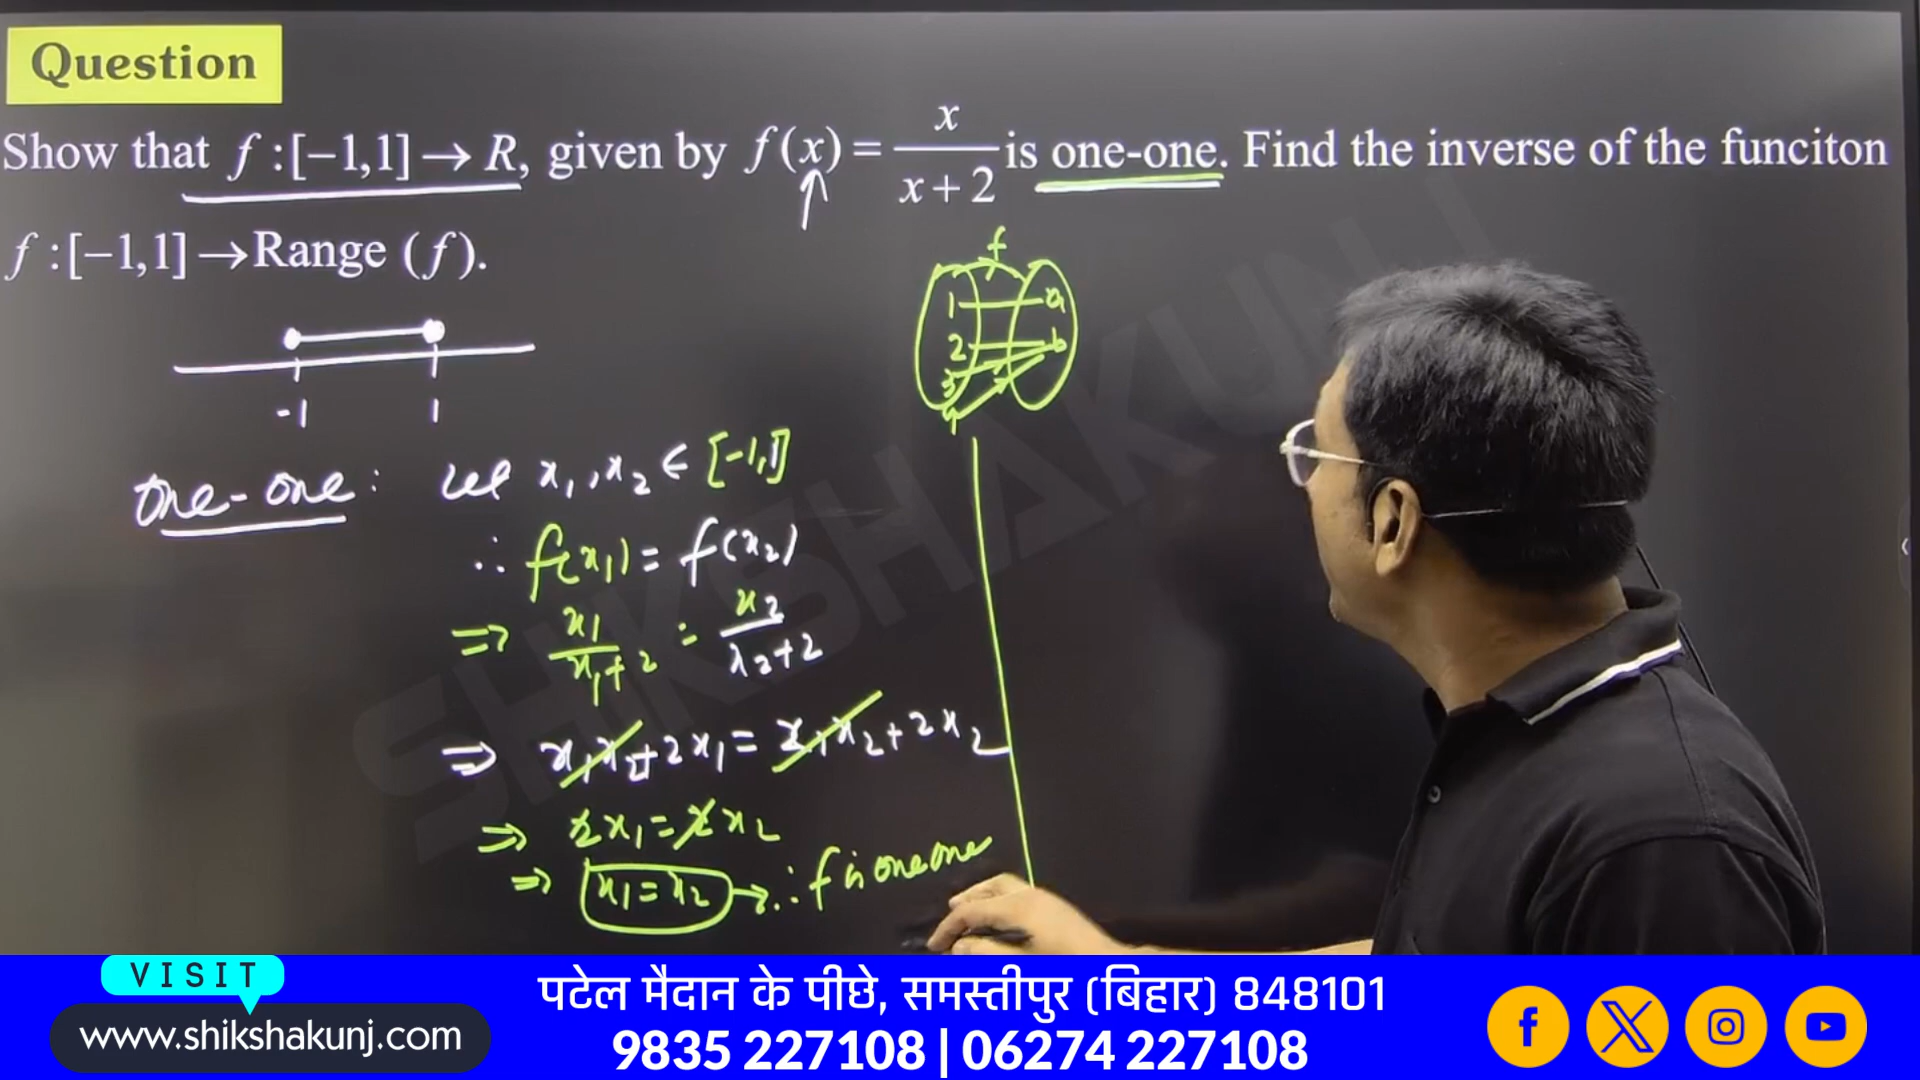 Question
Show that f : [−1,1] → R, given by f(x) = x/(x + 2) is one-one. Find the inverse of the funciton
f : [−1,1] → Range (f).
f
1 a
2 b
3
4
-1 1
one-one : Let x₁, x₂ ∈ [-1,1]
∴ f(x₁) = f(x₂)
⇒ x₁/(x₁+2) = x₂/(x₂+2)
⇒ x₁x₂+2x₁ = x₁x₂+2x₂
⇒ 2x₁ = 2x₂
⇒ x₁ = x₂ → ∴ f is one one
SHIKSHAKUNJ
VISIT
www.shikshakunj.com
पटेल मैदान के पीछे, समस्तीपुर (बिहार) 848101
9835 227108 | 06274 227108